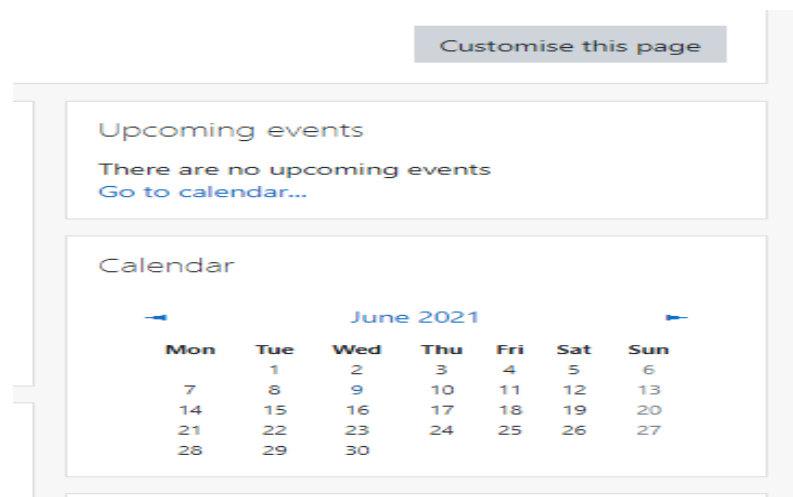 Customise this page
Upcoming events
There are no upcoming events
Go to calendar...
Calendar
June 2021
Mon Tue Wed Thu Fri Sat Sun
1 2 3 4 5 6
7 8 9 10 11 12 13
14 15 16 17 18 19 20
21 22 23 24 25 26 27
28 29 30